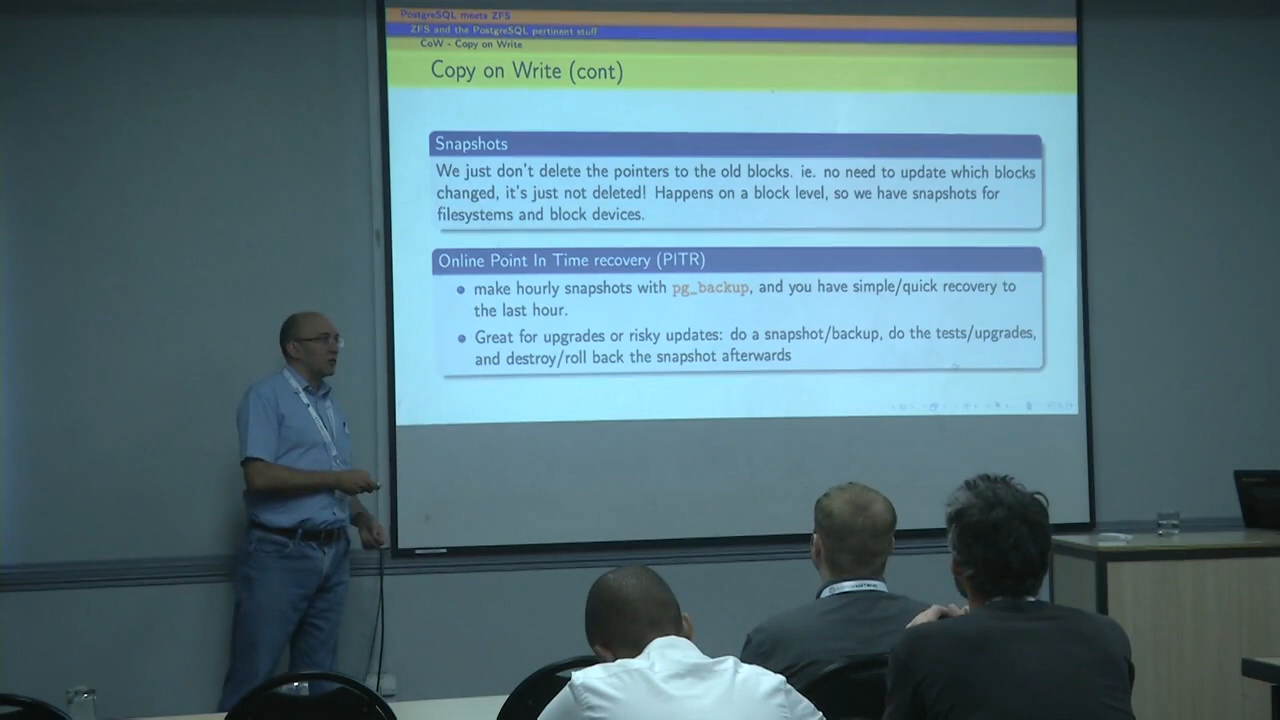 PostgreSQL meets ZFS
ZFS and the PostgreSQL pertinent stuff
CoW - Copy on Write
Copy on Write (cont)
Snapshots
We just don't delete the pointers to the old blocks. ie. no need to update which blocks
changed, it's just not deleted! Happens on a block level, so we have snapshots for
filesystems and block devices.
Online Point In Time recovery (PITR)
make hourly snapshots with pg_backup, and you have simple/quick recovery to
the last hour.
Great for upgrades or risky updates: do a snapshot/backup, do the tests/upgrades,
and destroy/roll back the snapshot afterwards